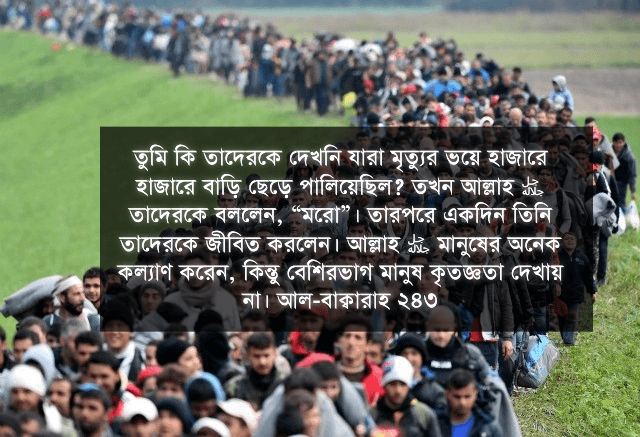 তুমি কি তাদেরকে দেখনি যারা মৃত্যুর ভয়ে হাজারে
হাজারে বাড়ি ছেড়ে পালিয়েছিল? তখন আল্লাহ ﷻ
তাদেরকে বললেন, “মরো”। তারপরে একদিন তিনি
তাদেরকে জীবিত করলেন। আল্লাহ ﷻ মানুষের অনেক
কল্যাণ করেন, কিন্তু বেশিরভাগ মানুষ কৃতজ্ঞতা দেখায়
না। আল-বাক্বারাহ ২৪৩